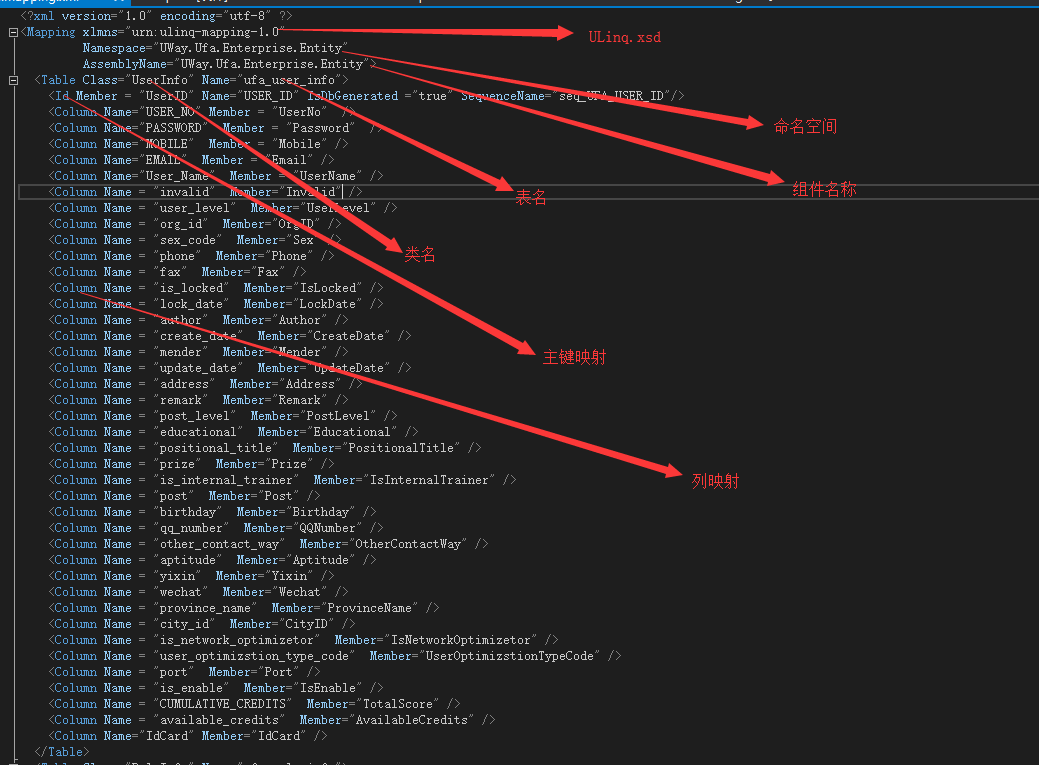 <?xml version="1.0" encoding="utf-8" ?>
<Mapping xmlns="urn:ulinq-mapping-1.0"
ULinq.xsd
Namespace="UWay.Ufa.Enterprise.Entity"
AssemblyName="UWay.Ufa.Enterprise.Entity">
<Table Class="UserInfo" Name="ufa_user_info">
<Id Member = "UserID" Name="USER_ID" IsDbGenerated ="true" SequenceName="seq_UFA_USER_ID"/>
<Column Name="USER_NO" Member = "UserNo" />
<Column Name="PASSWORD" Member = "Password" />
命名空间
<Column Name="MOBILE" Member = "Mobile" />
<Column Name="EMAIL" Member = "Email" />
<Column Name="User_Name" Member = "UserName" />
<Column Name = "invalid" Member="Invalid" />
组件名称
表名
<Column Name = "user_level" Member="UserLevel" />
<Column Name = "org_id" Member="OrgID" />
<Column Name = "sex_code" Member="Sex" />
<Column Name = "phone" Member="Phone" />
类名
<Column Name = "fax" Member="Fax" />
<Column Name = "is_locked" Member="IsLocked" />
<Column Name = "lock_date" Member="LockDate" />
<Column Name = "author" Member="Author" />
<Column Name = "create_date" Member="CreateDate" />
<Column Name = "mender" Member="Mender" />
主键映射
<Column Name = "update_date" Member="UpdateDate" />
<Column Name = "address" Member="Address" />
<Column Name = "remark" Member="Remark" />
<Column Name = "post_level" Member="PostLevel" />
<Column Name = "educational" Member="Educational" />
<Column Name = "positional_title" Member="PositionalTitle" />
<Column Name = "prize" Member="Prize" />
<Column Name = "is_internal_trainer" Member="IsInternalTrainer" />
列映射
<Column Name = "post" Member="Post" />
<Column Name = "birthday" Member="Birthday" />
<Column Name = "qq_number" Member="QQNumber" />
<Column Name = "other_contact_way" Member="OtherContactWay" />
<Column Name = "aptitude" Member="Aptitude" />
<Column Name = "yixin" Member="Yixin" />
<Column Name = "wechat" Member="Wechat" />
<Column Name = "province_name" Member="ProvinceName" />
<Column Name = "city_id" Member="CityID" />
<Column Name = "is_network_optimizetor" Member="IsNetworkOptimizetor" />
<Column Name = "user_optimizstion_type_code" Member="UserOptimizstionTypeCode" />
<Column Name = "port" Member="Port" />
<Column Name = "is_enable" Member="IsEnable" />
<Column Name = "CUMULATIVE_CREDITS" Member="TotalScore" />
<Column Name = "available_credits" Member="AvailableCredits" />
<Column Name="IdCard" Member="IdCard" />
</Table>